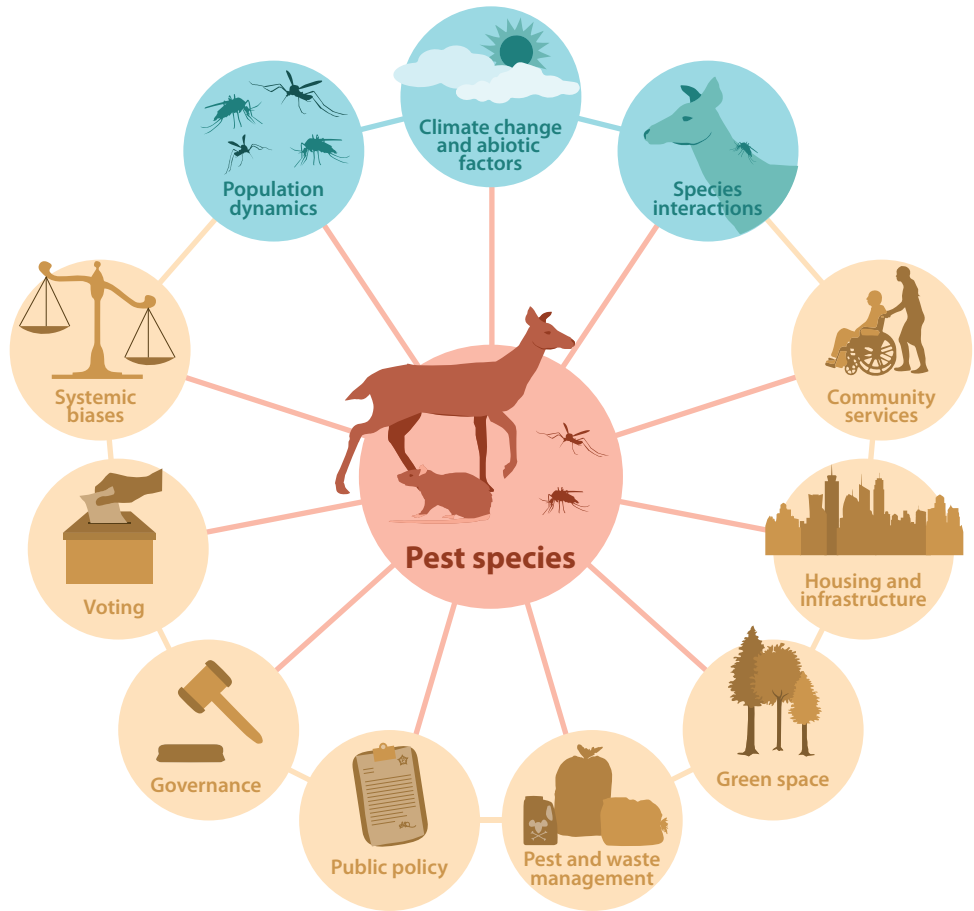 Climate change
and abiotic
factors
Population
dynamics
Species
interactions
Systemic
biases
Community
services
Voting
Pest species
Housing and
infrastructure
Governance
Green space
Public policy
Pest and waste
management